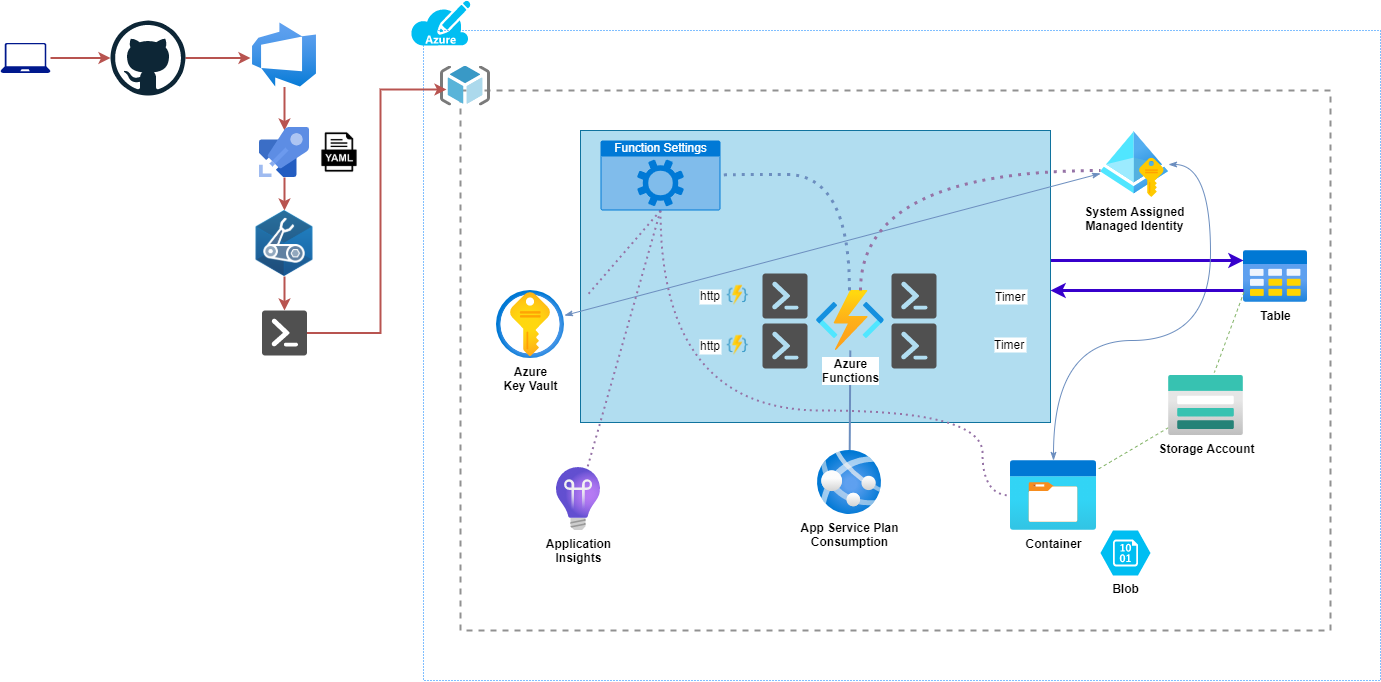 Azure
YAML
Function Settings
System Assigned
Managed Identity
http
Timer
Table
http
Timer
Azure
Functions
Azure
Key Vault
Storage Account
App Service Plan
Consumption
Application
Insights
Container
10
01
Blob